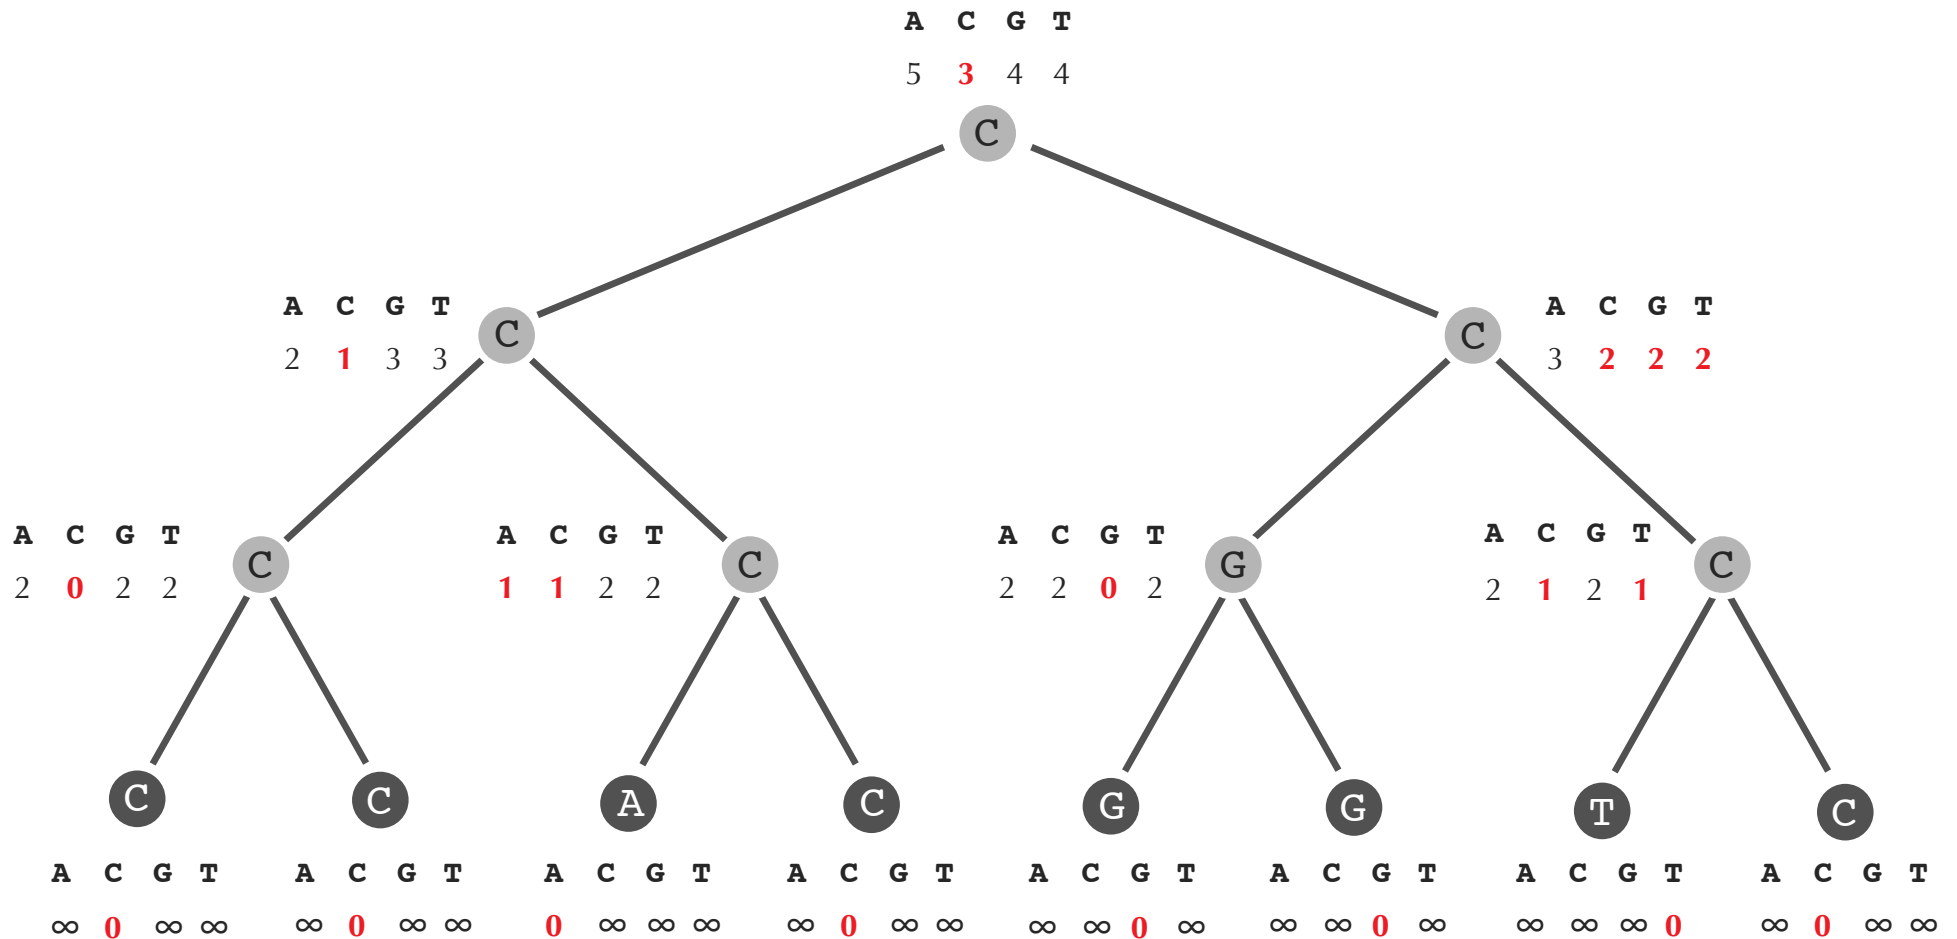 A C G T
5 3 4 4
C
A C G T
2 1 3 3
C
C
A C G T
3 2 2 2
A C G T
2 0 2 2
C
A C G T
1 1 2 2
C
A C G T
2 2 0 2
G
A C G T
2 1 2 1
C
C C A C G G T C
A C G T A C G T A C G T A C G T A C G T A C G T A C G T A C G T
∞ 0 ∞ ∞ ∞ 0 ∞ ∞ 0 ∞ ∞ ∞ ∞ 0 ∞ ∞ ∞ ∞ 0 ∞ ∞ ∞ 0 ∞ ∞ ∞ ∞ 0 ∞ 0 ∞ ∞